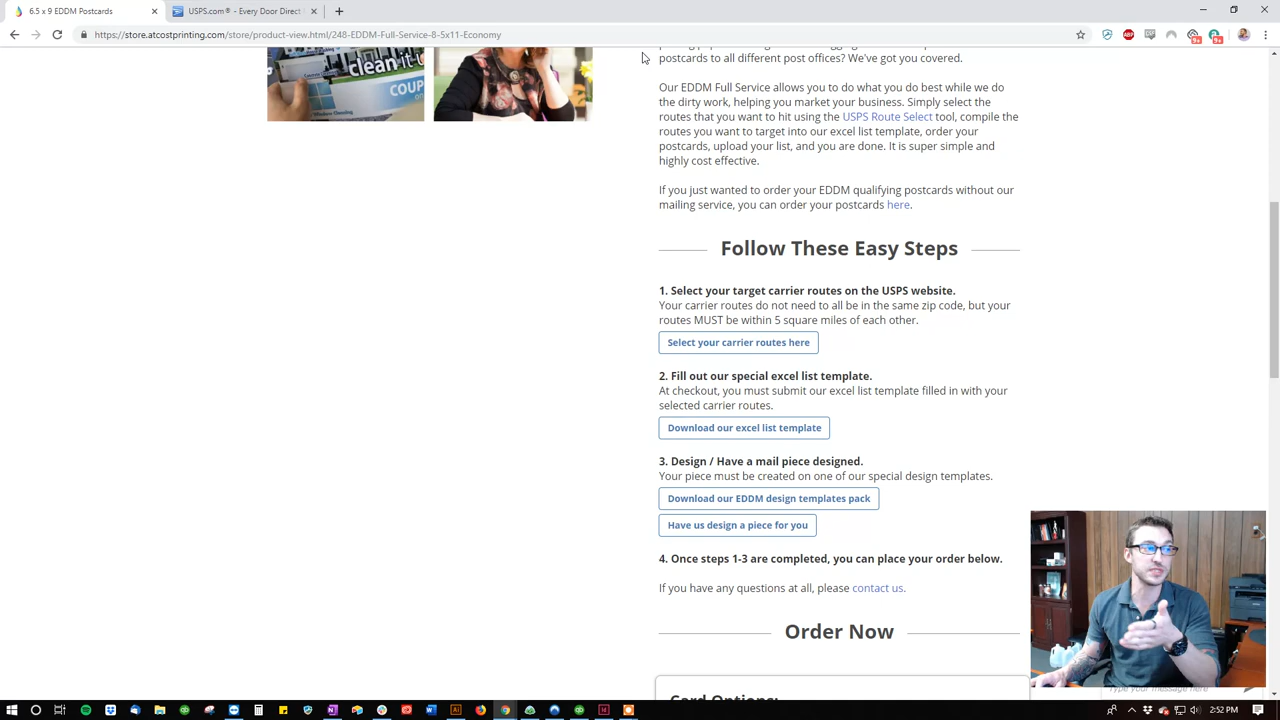 6.5 x 9 EDDM Postcards
USPS.com® - Every Door Direct
https://store.atcostprinting.com/store/product-view.html/248-EDDM-Full-Service-8-5x11-Economy
postcards to all different post offices? We've got you covered.
Our EDDM Full Service allows you to do what you do best while we do
the dirty work, helping you market your business. Simply select the
routes that you want to hit using the USPS Route Select tool, compile the
routes you want to target into our excel list template, order your
postcards, upload your list, and you are done. It is super simple and
highly cost effective.
If you just wanted to order your EDDM qualifying postcards without our
mailing service, you can order your postcards here.
Follow These Easy Steps
1. Select your target carrier routes on the USPS website.
Your carrier routes do not need to all be in the same zip code, but your
routes MUST be within 5 square miles of each other.
Select your carrier routes here
2. Fill out our special excel list template.
At checkout, you must submit our excel list template filled in with your
selected carrier routes.
Download our excel list template
3. Design / Have a mail piece designed.
Your piece must be created on one of our special design templates.
Download our EDDM design templates pack
Have us design a piece for you
4. Once steps 1-3 are completed, you can place your order below.
If you have any questions at all, please contact us.
Order Now
Card Options:
Type your message here
clean it
COUP
2:52 PM